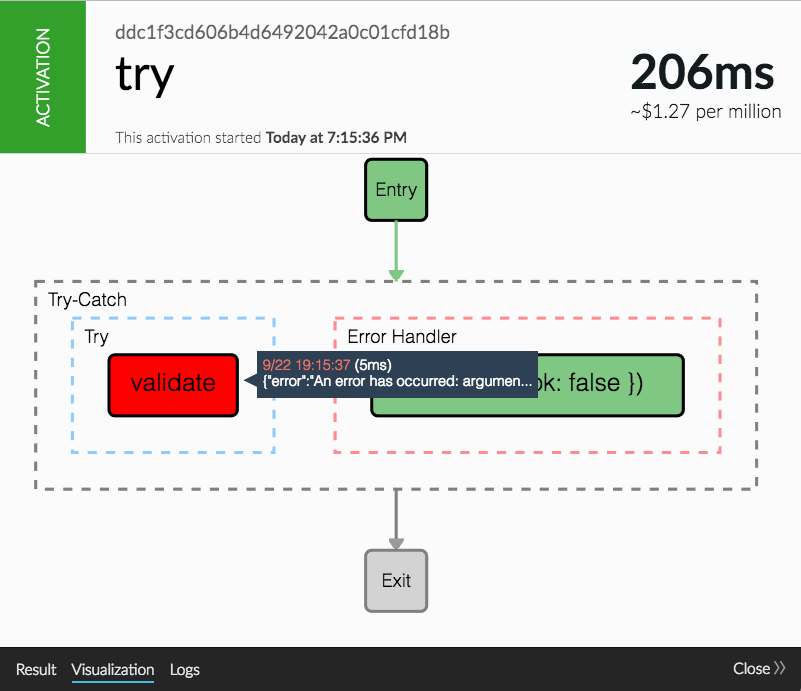 ACTIVATION
ddc1f3cd606b4d6492042a0c01cfd18b
try
206ms
~$1.27 per million
This activation started Today at 7:15:36 PM
Entry
Try-Catch
Try
Error Handler
validate
9/22 19:15:37 (5ms)
{"error":"An error has occurred: argumen...
ok: false })
Exit
Result Visualization Logs
Close »